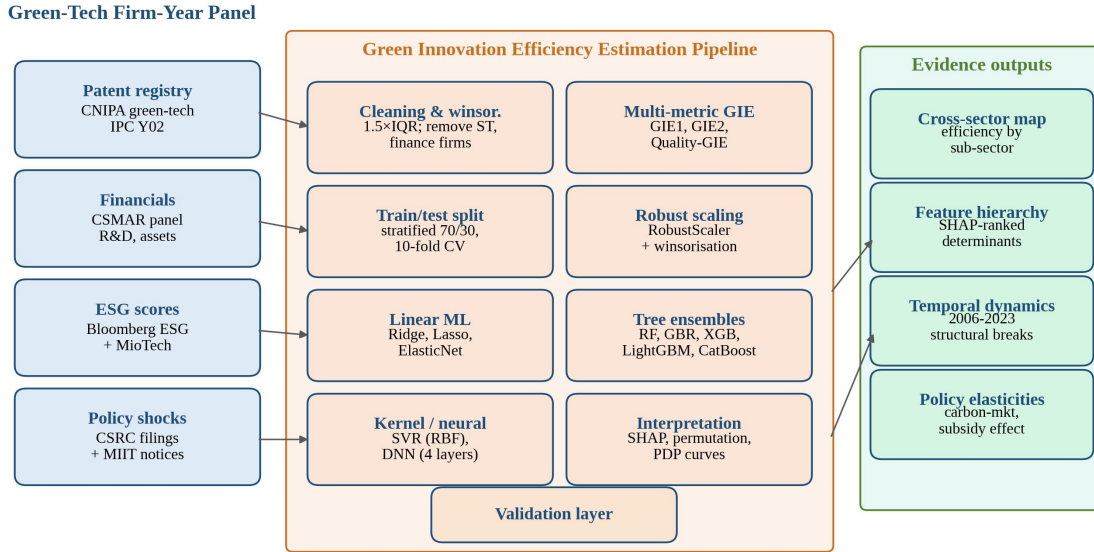 Green-Tech Firm-Year Panel
Patent registry
CNIPA green-tech
IPC Y02
Financials
CSMAR panel
R&D, assets
ESG scores
Bloomberg ESG
+ MioTech
Policy shocks
CSRC filings
+ MIIT notices
Green Innovation Efficiency Estimation Pipeline
Cleaning & winsor.
1.5×IQR; remove ST,
finance firms
Multi-metric GIE
GIE1, GIE2,
Quality-GIE
Train/test split
stratified 70/30,
10-fold CV
Robust scaling
RobustScaler
+ winsorisation
Linear ML
Ridge, Lasso,
ElasticNet
Tree ensembles
RF, GBR, XGB,
LightGBM, CatBoost
Kernel / neural
SVR (RBF),
DNN (4 layers)
Interpretation
SHAP, permutation,
PDP curves
Validation layer
Evidence outputs
Cross-sector map
efficiency by
sub-sector
Feature hierarchy
SHAP-ranked
determinants
Temporal dynamics
2006-2023
structural breaks
Policy elasticities
carbon-mkt,
subsidy effect